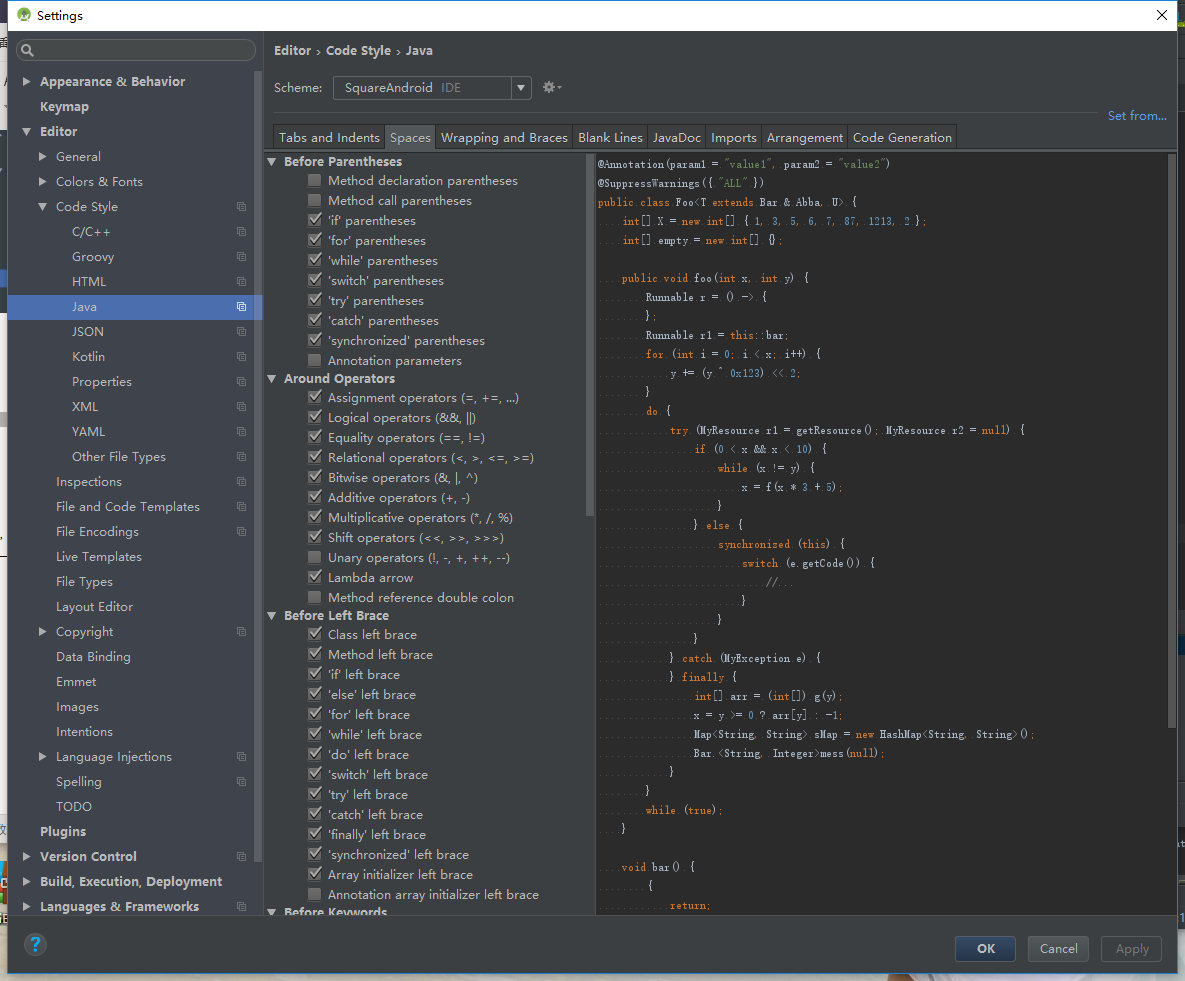 Settings
Editor › Code Style › Java
Scheme: SquareAndroid IDE
Set from...
Appearance & Behavior
Keymap
Editor
General
Colors & Fonts
Code Style
C/C++
Groovy
HTML
Java
JSON
Kotlin
Properties
XML
YAML
Other File Types
Inspections
File and Code Templates
File Encodings
Live Templates
File Types
Layout Editor
Copyright
Data Binding
Emmet
Images
Intentions
Language Injections
Spelling
TODO
Plugins
Version Control
Build, Execution, Deployment
Languages & Frameworks
Tabs and Indents Spaces Wrapping and Braces Blank Lines JavaDoc Imports Arrangement Code Generation
Before Parentheses
Method declaration parentheses
Method call parentheses
'if' parentheses
'for' parentheses
'while' parentheses
'switch' parentheses
'try' parentheses
'catch' parentheses
'synchronized' parentheses
Annotation parameters
Around Operators
Assignment operators (=, +=, ...)
Logical operators (&&, ||)
Equality operators (==, !=)
Relational operators (<, >, <=, >=)
Bitwise operators (&, |, ^)
Additive operators (+, -)
Multiplicative operators (*, /, %)
Shift operators (<<, >>, >>>)
Unary operators (!, -, +, ++, --)
Lambda arrow
Method reference double colon
Before Left Brace
Class left brace
Method left brace
'if' left brace
'else' left brace
'for' left brace
'while' left brace
'do' left brace
'switch' left brace
'try' left brace
'catch' left brace
'finally' left brace
'synchronized' left brace
Array initializer left brace
Annotation array initializer left brace
Before Keywords
@Annotation(param1 = "value1", param2 = "value2")
@SuppressWarnings({ "ALL" })
public class Foo<T extends Bar & Abba, U> {
int[] X = new int[] { 1, 3, 5, 6, 7, 87, 1213, 2 };
int[] empty = new int[] {};
public void foo(int x, int y) {
Runnable r = () -> {
};
Runnable r1 = this::bar;
for (int i = 0; i < x; i++) {
y += (y ^ 0x123) << 2;
}
do {
try (MyResource r1 = getResource(); MyResource r2 = null) {
if (0 < x && x < 10) {
while (x != y) {
x = f(x * 3 + 5);
}
} else {
synchronized (this) {
switch (e.getCode()) {
//...
}
}
}
} catch (MyException e) {
} finally {
int[] arr = (int[]) g(y);
x = y >= 0 ? arr[y] : -1;
Map<String, String> sMap = new HashMap<String, String>();
Bar.<String, Integer>mess(null);
}
}
while (true);
}
void bar() {
{
return;
?
OK Cancel Apply